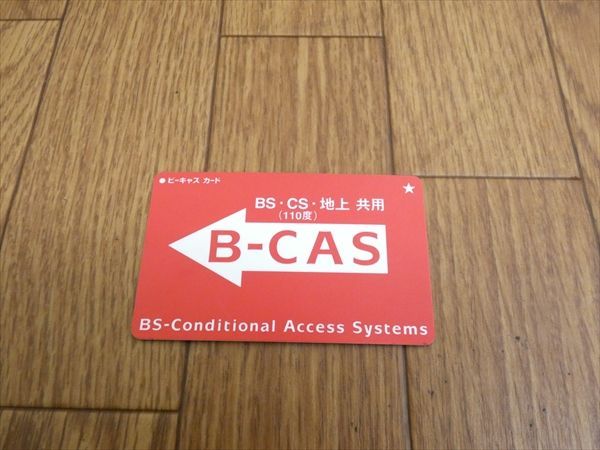 ●ビーキャス カード
★
BS・CS・地上 共用
(110度)
B-CAS
BS-Conditional Access Systems